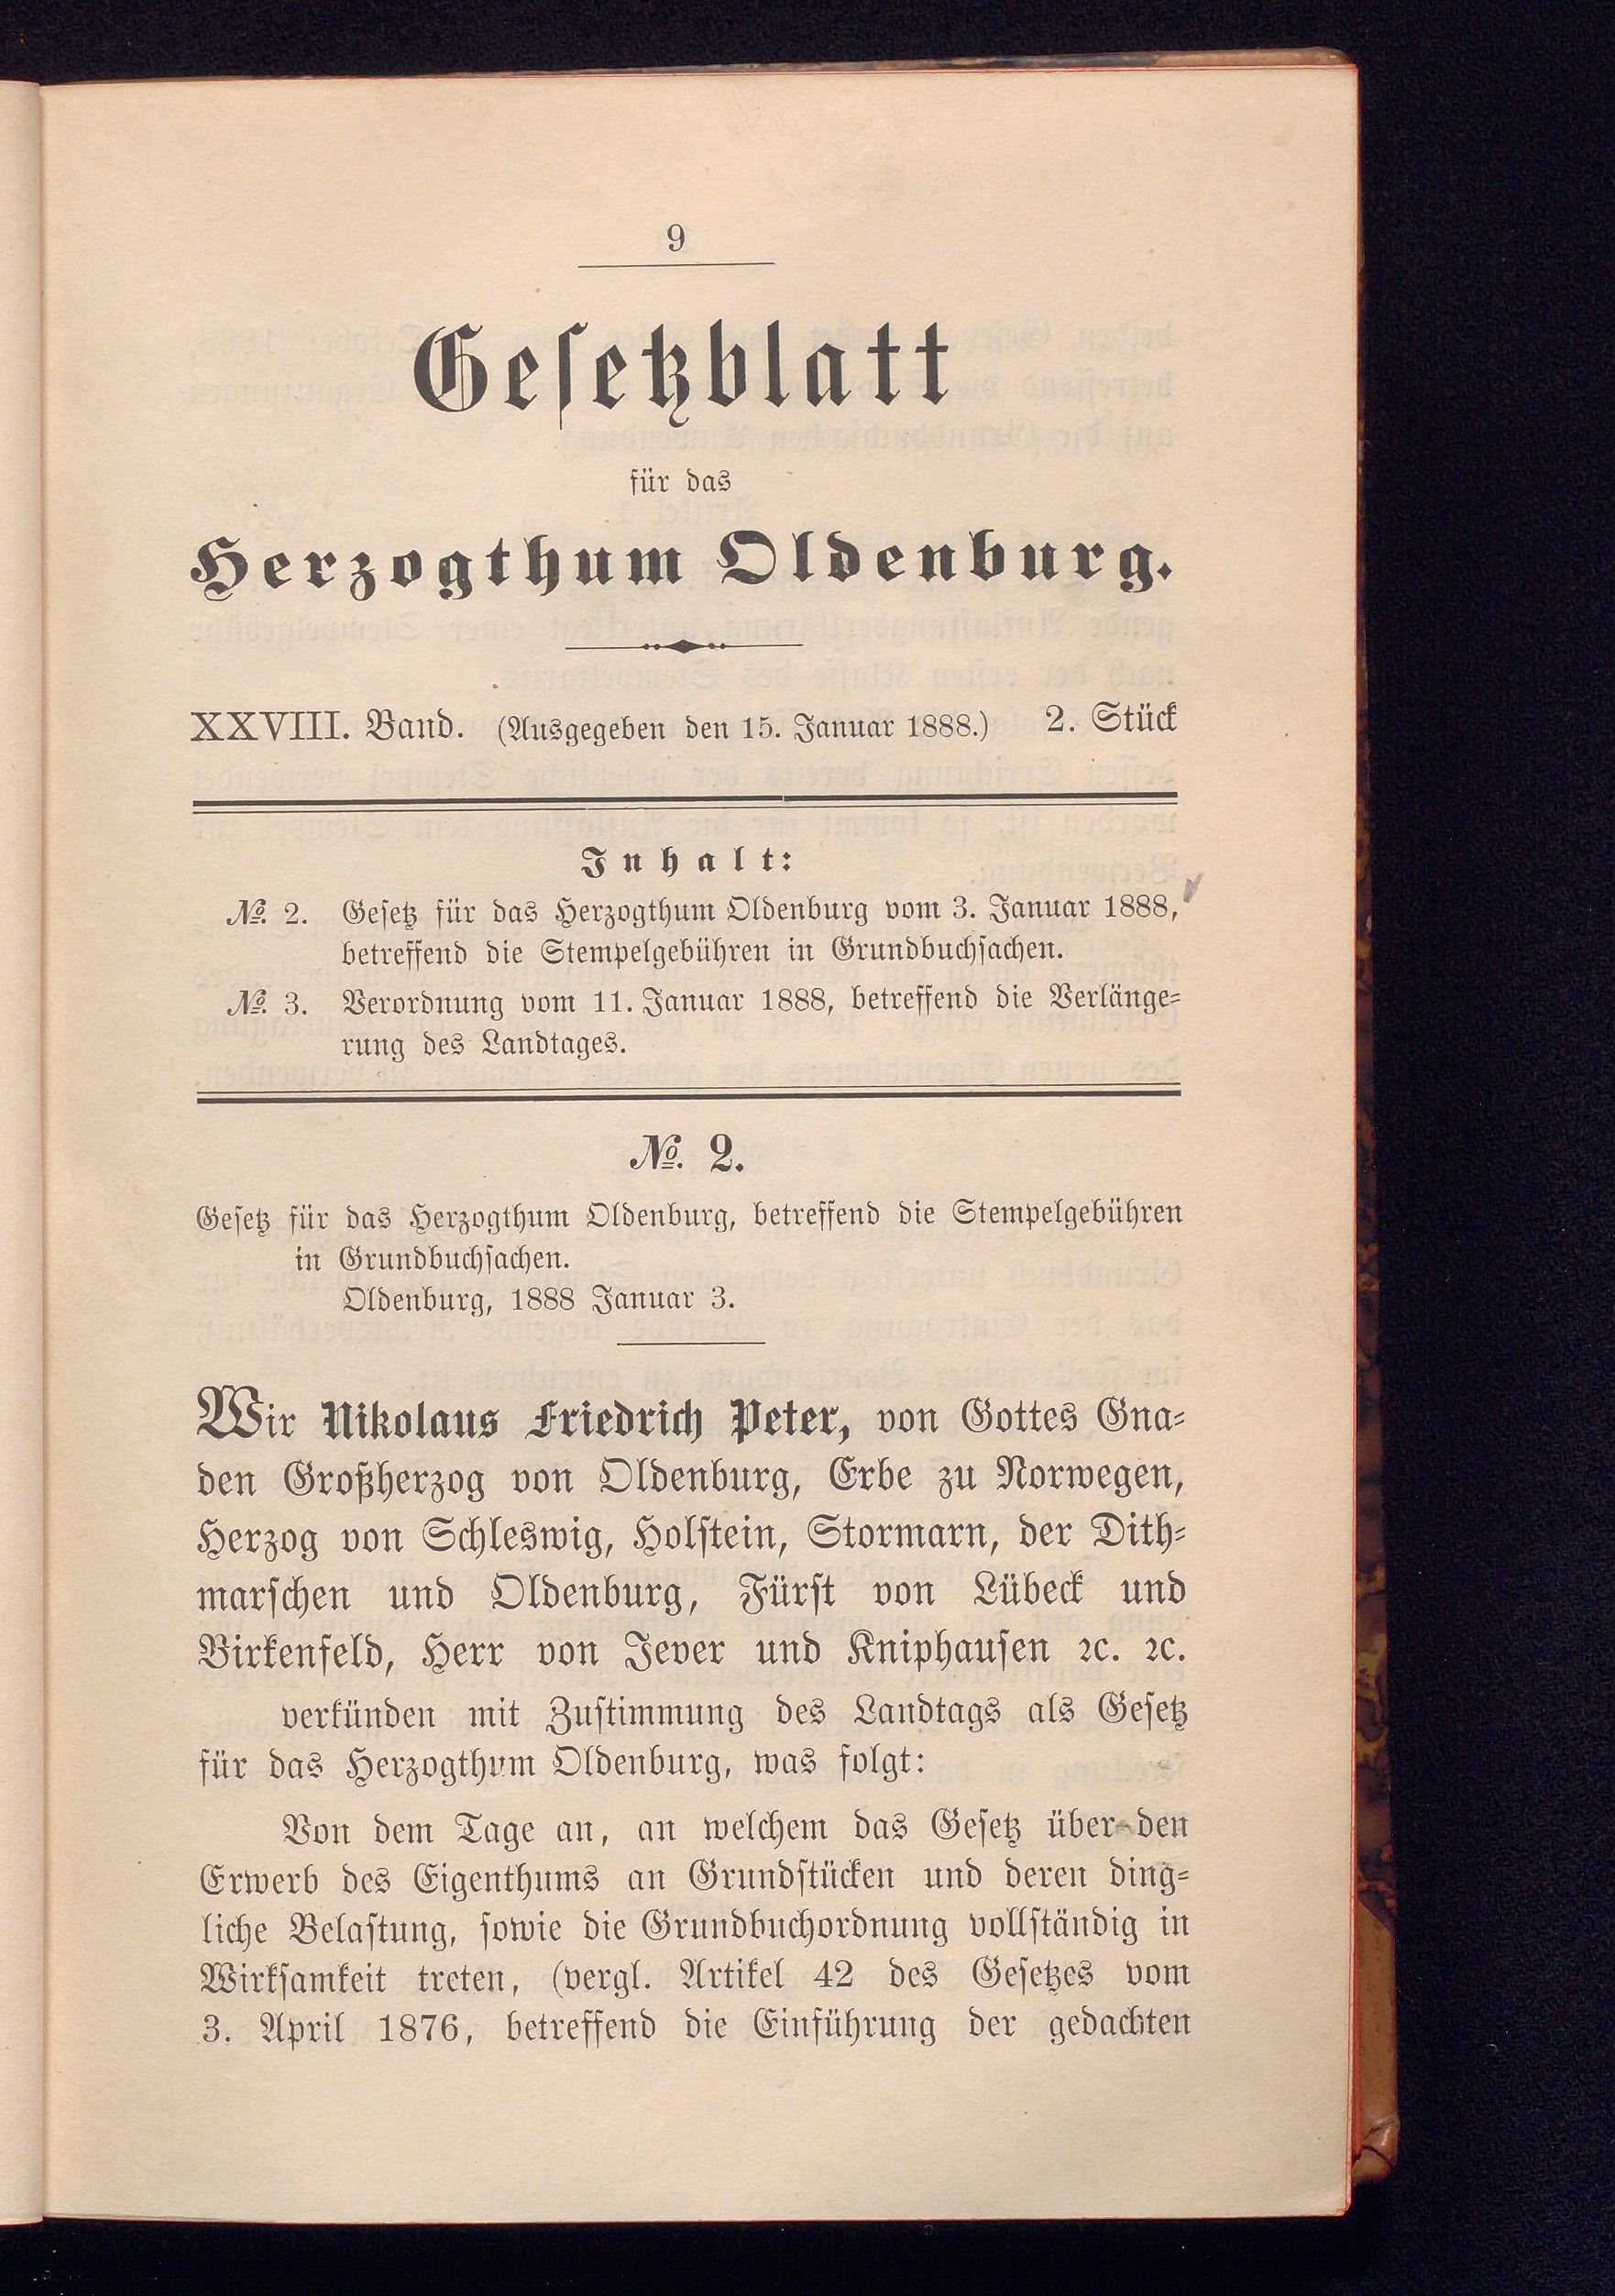 9
Gesetzblatt
für das
Herzogthum Oldenburg.
XXVIII. Band. (Ausgegeben den 15. Januar 1888.) 2. Stück
Inhalt:
№. 2. Gesetz für das Herzogthum Oldenburg vom 3. Januar 1888,
betreffend die Stempelgebühren in Grundbuchsachen.
№. 3. Verordnung vom 11. Januar 1888, betreffend die Verlänge-
rung des Landtages.
№. 2.
Gesetz für das Herzogthum Oldenburg, betreffend die Stempelgebühren
in Grundbuchsachen.
Oldenburg, 1888 Januar 3.
Wir Nikolaus Friedrich Peter, von Gottes Gna-
den Großherzog von Oldenburg, Erbe zu Norwegen,
Herzog von Schleswig, Holstein, Stormarn, der Dith-
marschen und Oldenburg, Fürst von Lübeck und
Birkenfeld, Herr von Jever und Kniphausen ꝛc. ꝛc.
verkünden mit Zustimmung des Landtags als Gesetz
für das Herzogthum Oldenburg, was folgt:
Von dem Tage an, an welchem das Gesetz über den
Erwerb des Eigenthums an Grundstücken und deren ding-
liche Belastung, sowie die Grundbuchordnung vollständig in
Wirksamkeit treten, (vergl. Artikel 42 des Gesetzes vom
3. April 1876, betreffend die Einführung der gedachten